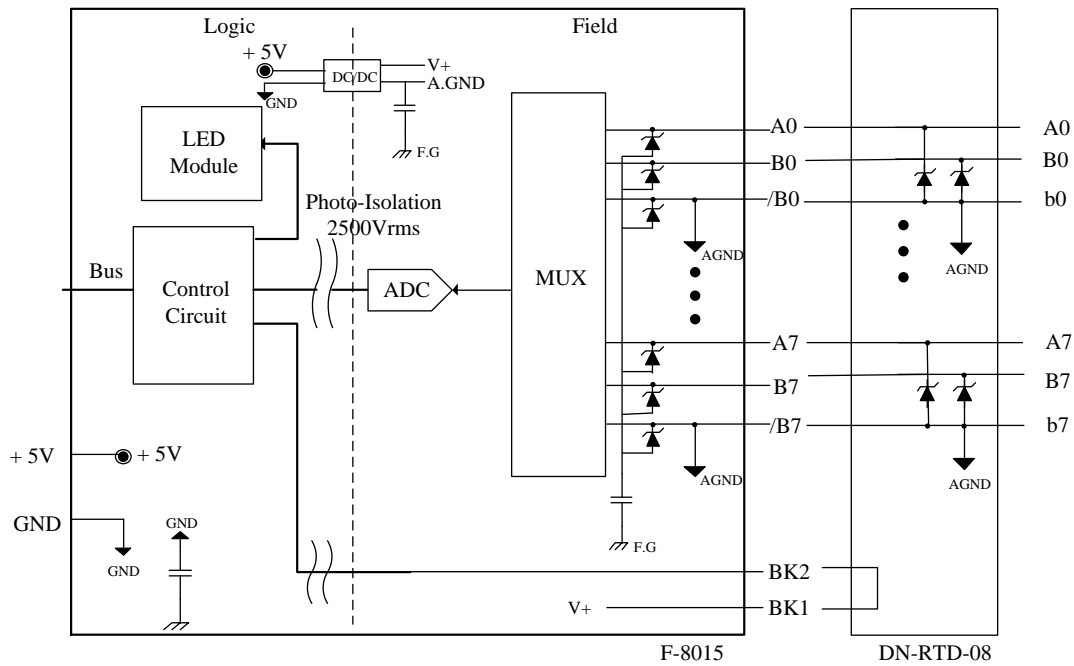 Logic
Field
+ 5V
GND
DC/DC
V+
A.GND
F.G
LED
Module
Photo-Isolation
2500Vrms
Bus
Control
Circuit
ADC
MUX
A0
B0
/B0
AGND
A7
B7
/B7
AGND
F.G
A0
B0
b0
AGND
A7
B7
b7
AGND
+ 5V
+ 5V
GND
GND
GND
BK2
V+
BK1
F-8015
DN-RTD-08